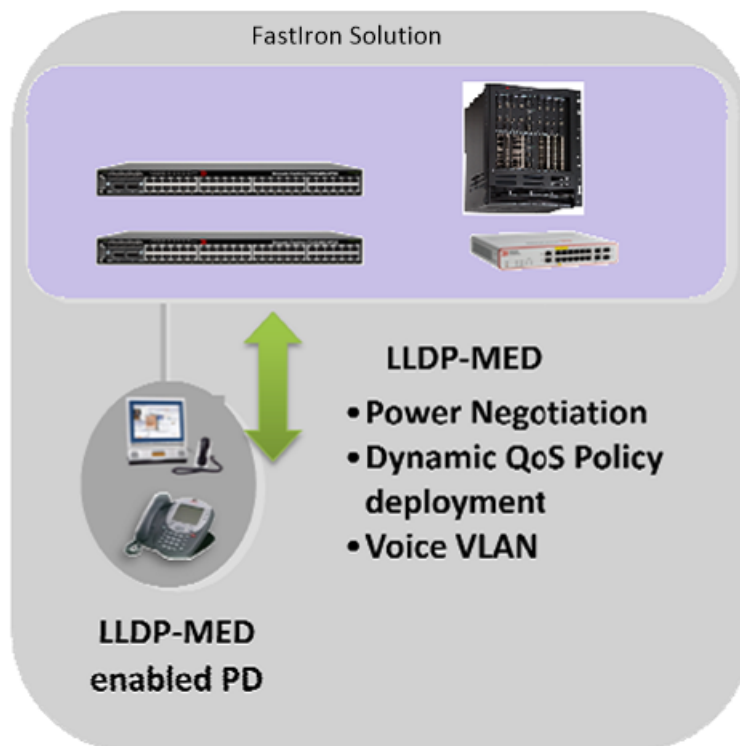 FastIron Solution
LLDP-MED
• Power Negotiation
• Dynamic QoS Policy
deployment
• Voice VLAN
LLDP-MED
enabled PD